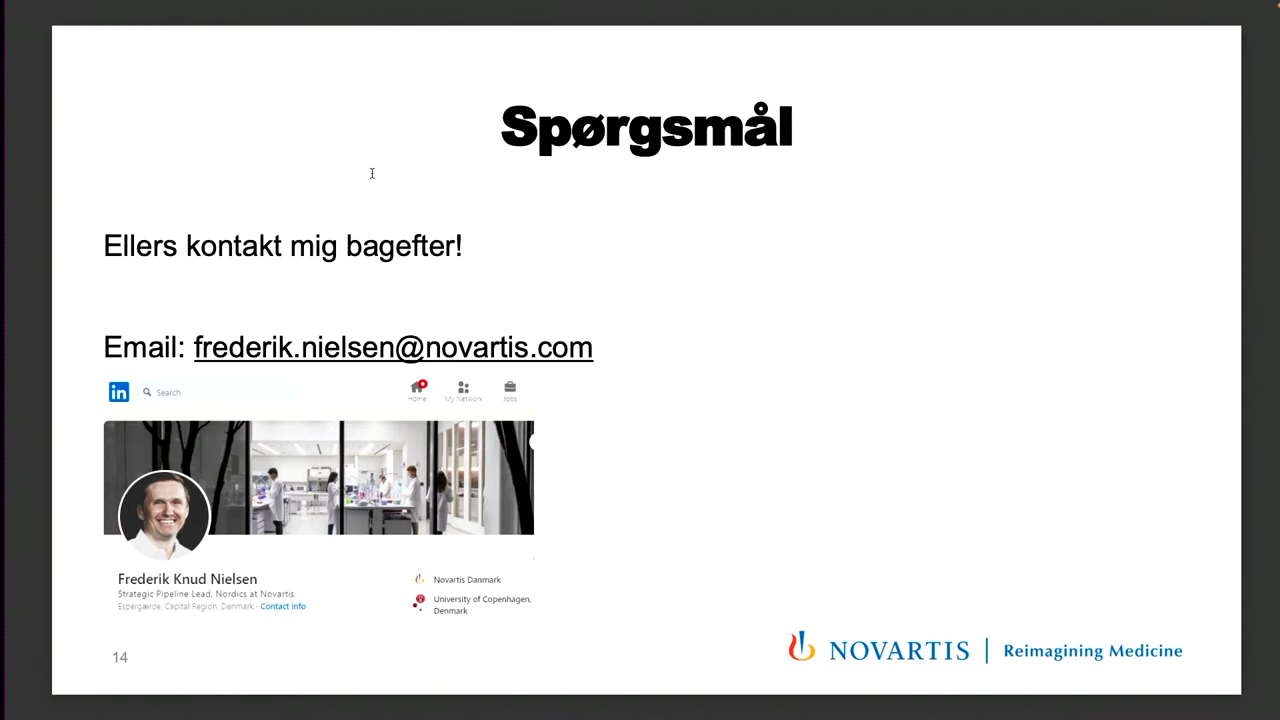 Spørgsmål
Ellers kontakt mig bagefter!
Email: frederik.nielsen@novartis.com
in
Search
Home
My Network
Jobs
Frederik Knud Nielsen
Strategic Pipeline Lead, Nordics at Novartis
Espergærde, Capital Region, Denmark · Contact info
Novartis Danmark
University of Copenhagen,
Denmark
14
NOVARTIS | Reimagining Medicine